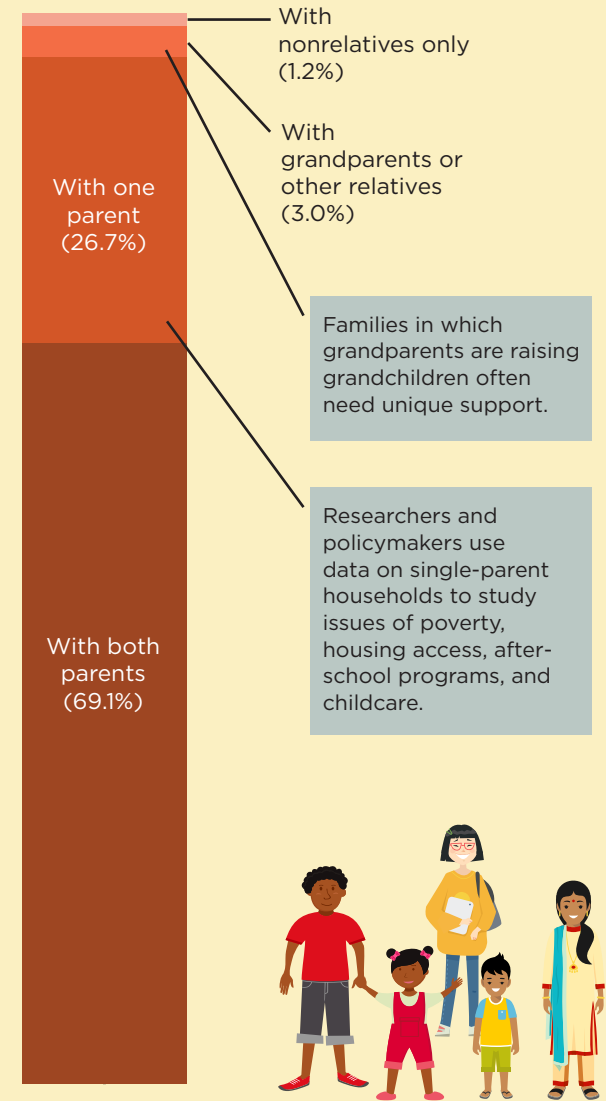 With
nonrelatives only
(1.2%)
With
grandparents or
other relatives
(3.0%)
With one
parent
(26.7%)
Families in which
grandparents are raising
grandchildren often
need unique support.
Researchers and
policymakers use
data on single-parent
households to study
issues of poverty,
housing access, after-
school programs, and
childcare.
With both
parents
(69.1%)